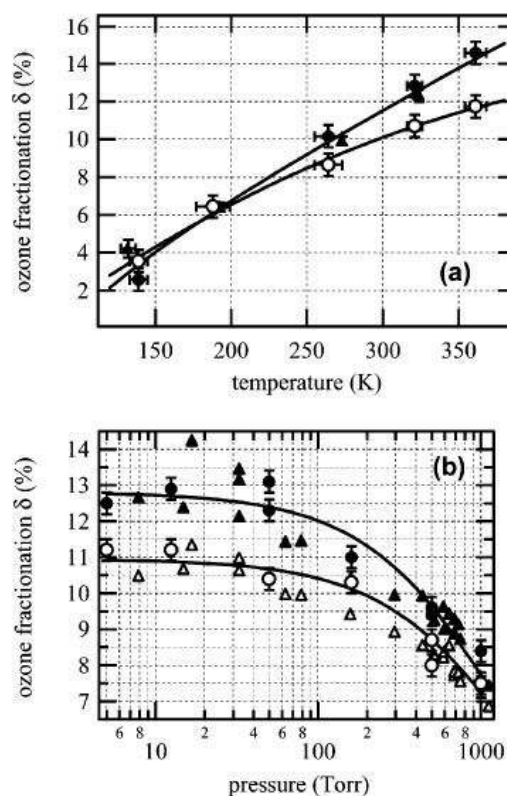 ozone fractionation δ (%)
16
14
12
10
8
6
4
2
(a)
150 200 250 300 350
temperature (K)
ozone fractionation δ (%)
14
13
12
11
10
9
8
7
(b)
6 8 10 2 4 6 8 100 2 4 6 8 1000
pressure (Torr)